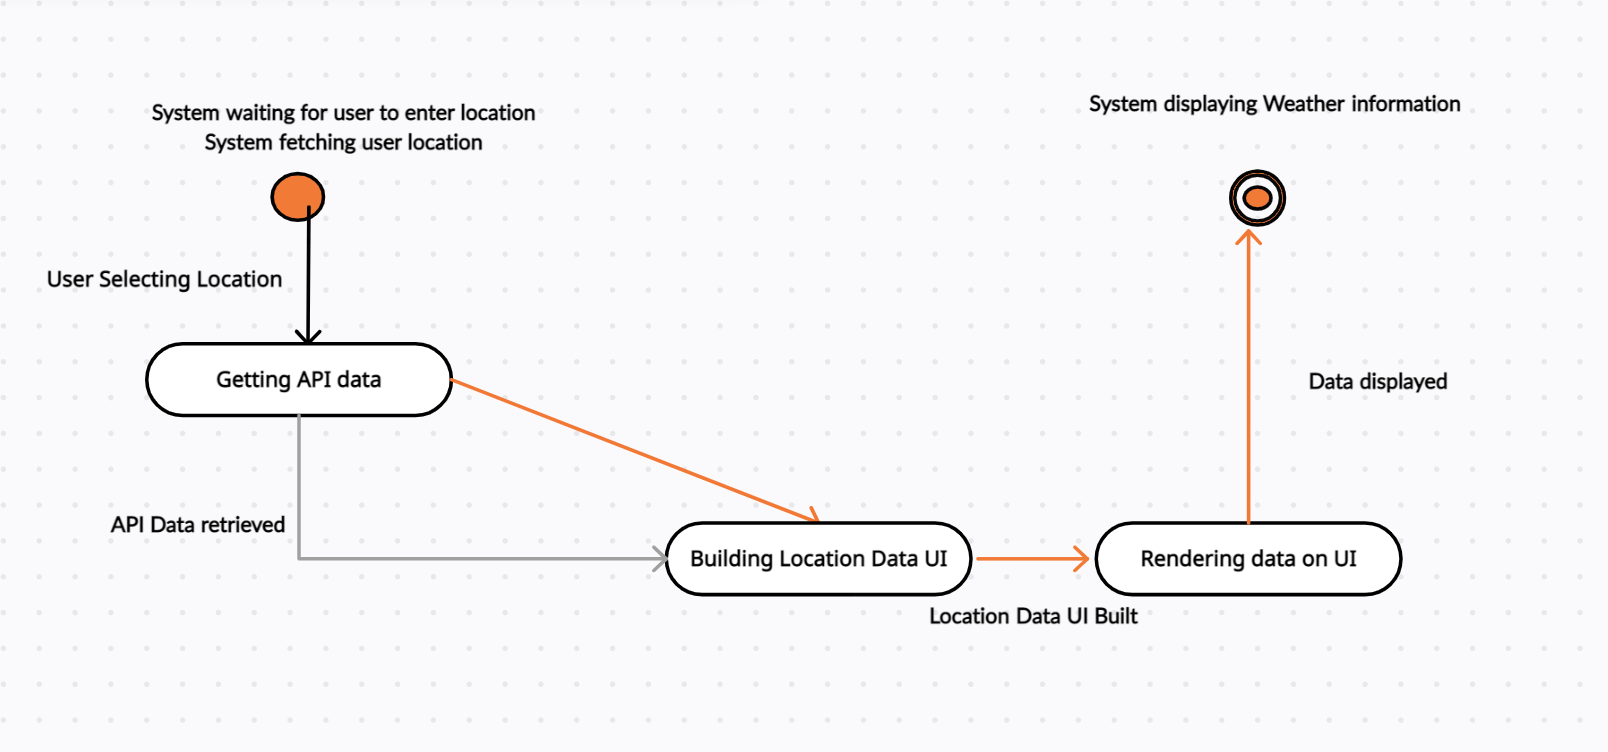 System waiting for user to enter location
System fetching user location
System displaying Weather information
User Selecting Location
Getting API data
Data displayed
API Data retrieved
Building Location Data UI
Rendering data on UI
Location Data UI Built